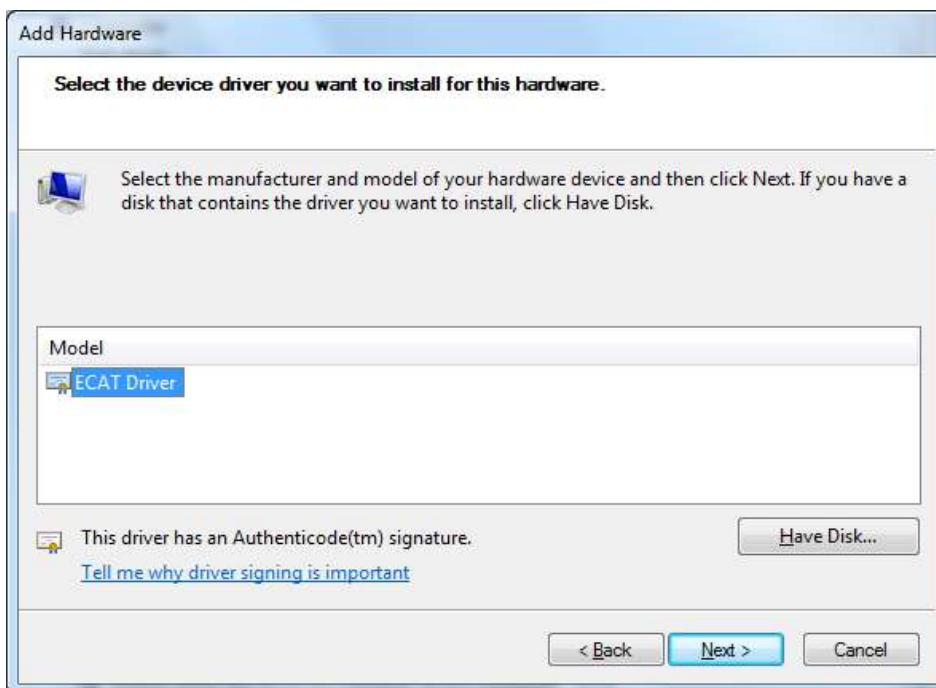 Add Hardware
Select the device driver you want to install for this hardware.
Select the manufacturer and model of your hardware device and then click Next. If you have a
disk that contains the driver you want to install, click Have Disk.
Model
ECAT Driver
This driver has an Authenticode(tm) signature.
Have Disk...
Tell me why driver signing is important
< Back
Next >
Cancel